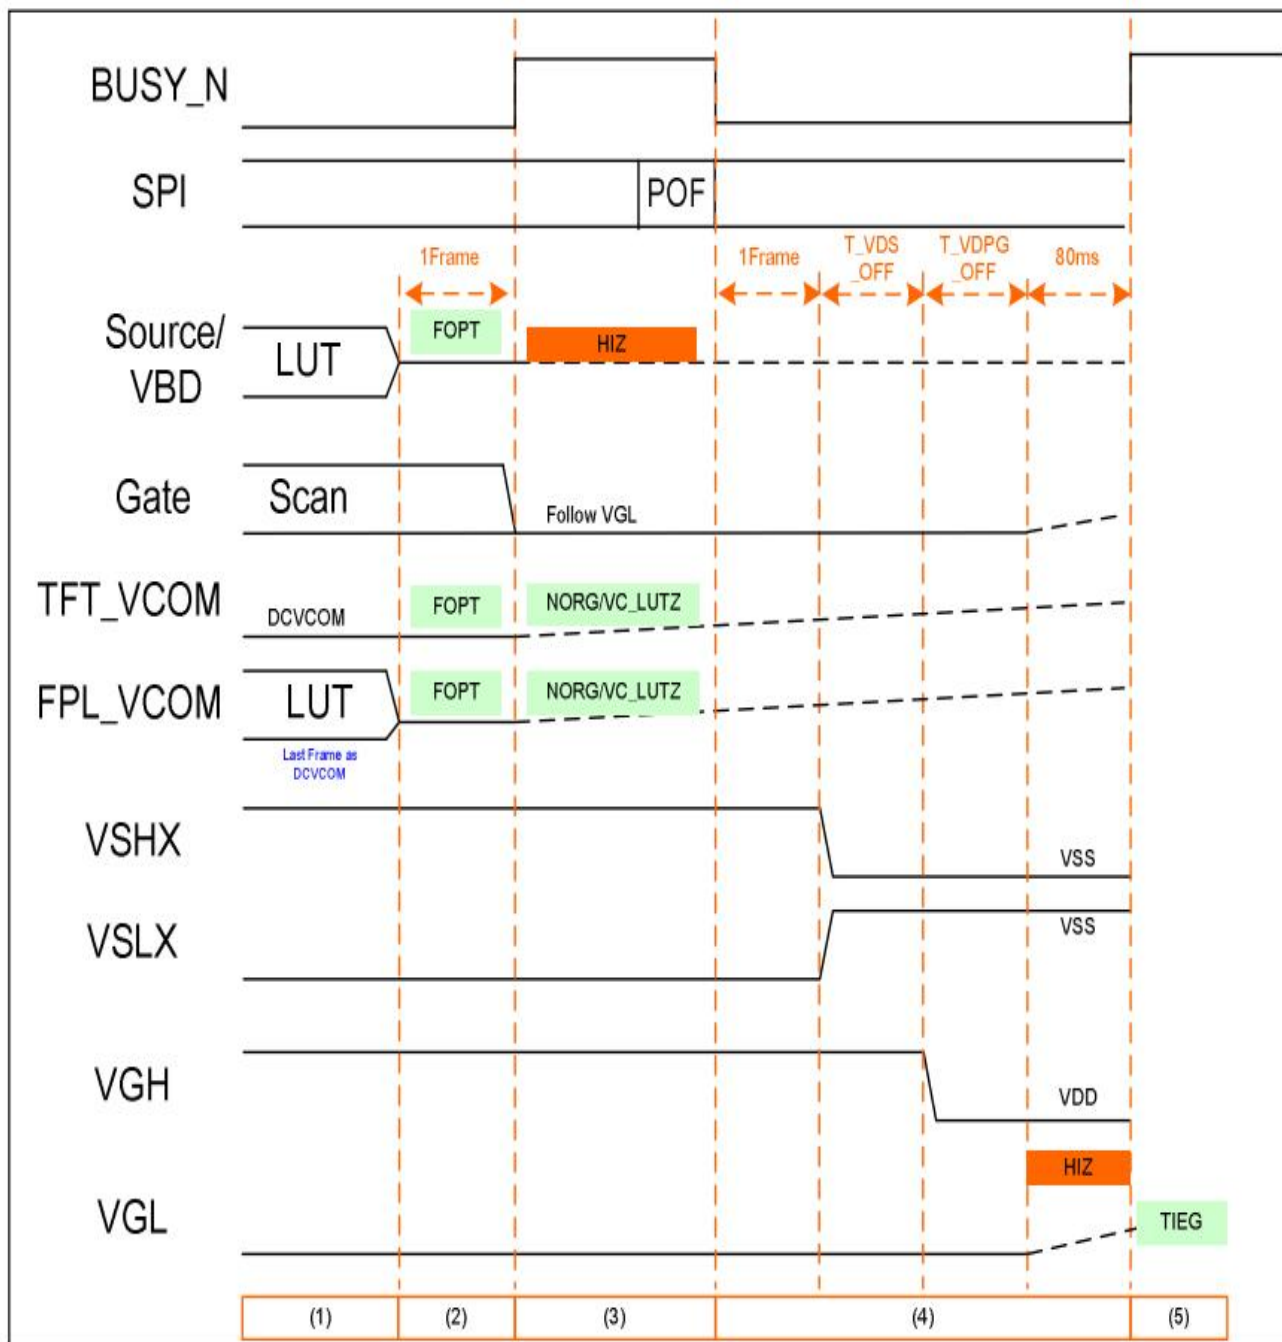 BUSY_N
SPI
POF
1Frame
1Frame
T_VDS
_OFF
T_VDPG
_OFF
80ms
Source/
VBD
LUT
FOPT
HIZ
Gate
Scan
Follow VGL
TFT_VCOM
DCVCOM
FOPT
NORG/VC_LUTZ
FPL_VCOM
LUT
FOPT
NORG/VC_LUTZ
Last Frame as
DCVCOM
VSHX
VSS
VSLX
VSS
VGH
VDD
HIZ
VGL
TIEG
(1)
(2)
(3)
(4)
(5)